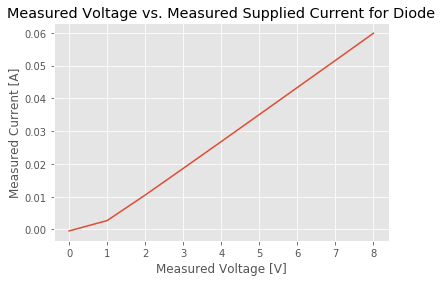 Measured Voltage vs. Measured Supplied Current for Diode
Measured Current [A]
0.06
0.05
0.04
0.03
0.02
0.01
0.00
0 1 2 3 4 5 6 7 8
Measured Voltage [V]